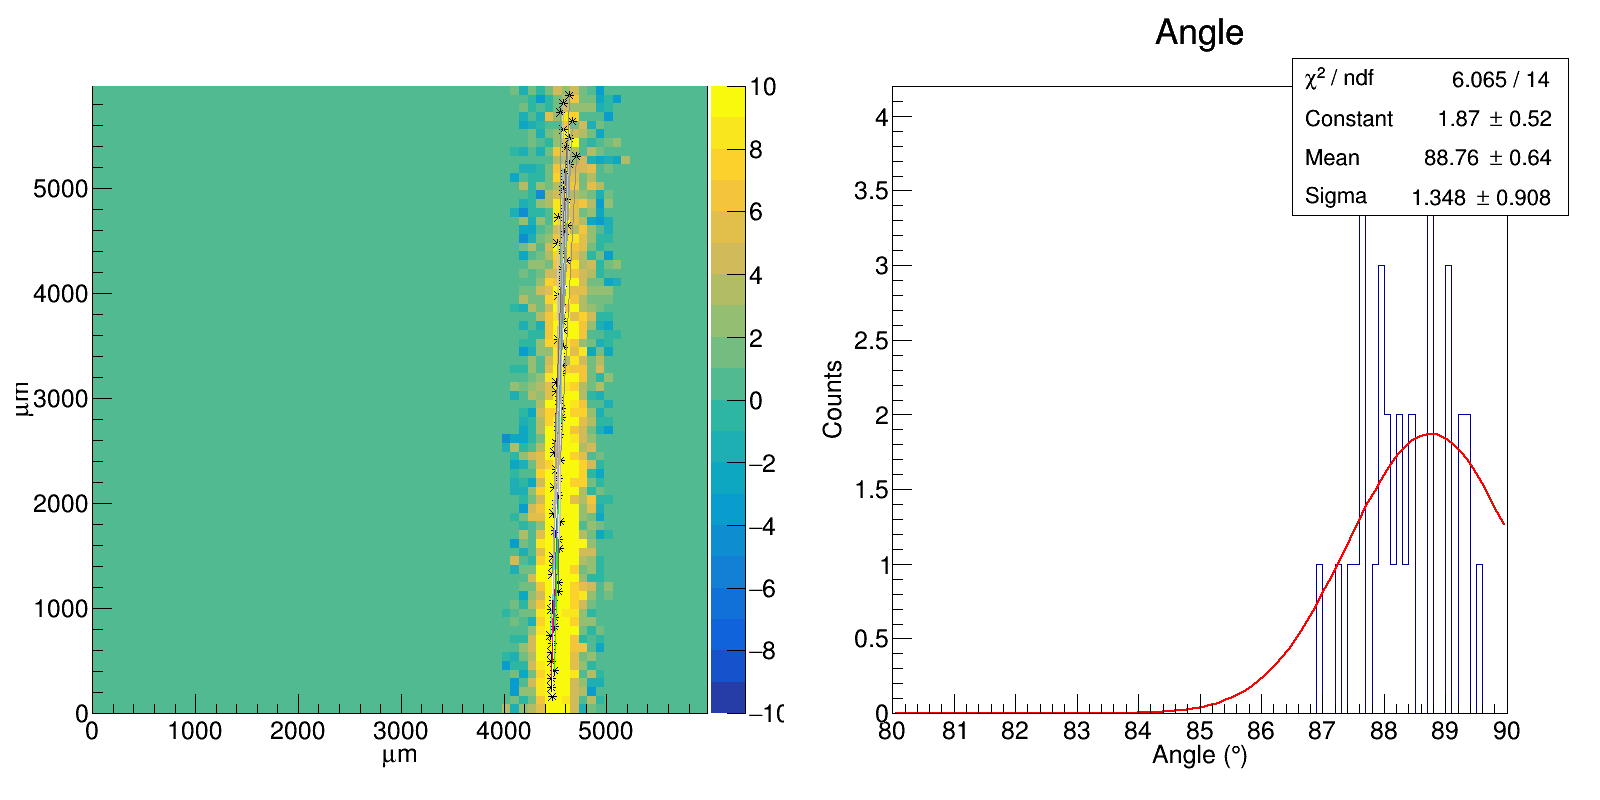 Angle
χ² / ndf 6.065 / 14
Constant 1.87 ± 0.52
Mean 88.76 ± 0.64
Sigma 1.348 ± 0.908
μm
5000
4000
3000
2000
1000
0
0 1000 2000 3000 4000 5000
μm
10
8
6
4
2
0
−2
−4
−6
−8
−10
Counts
4
3.5
3
2.5
2
1.5
1
0.5
0
80 81 82 83 84 85 86 87 88 89 90
Angle (°)